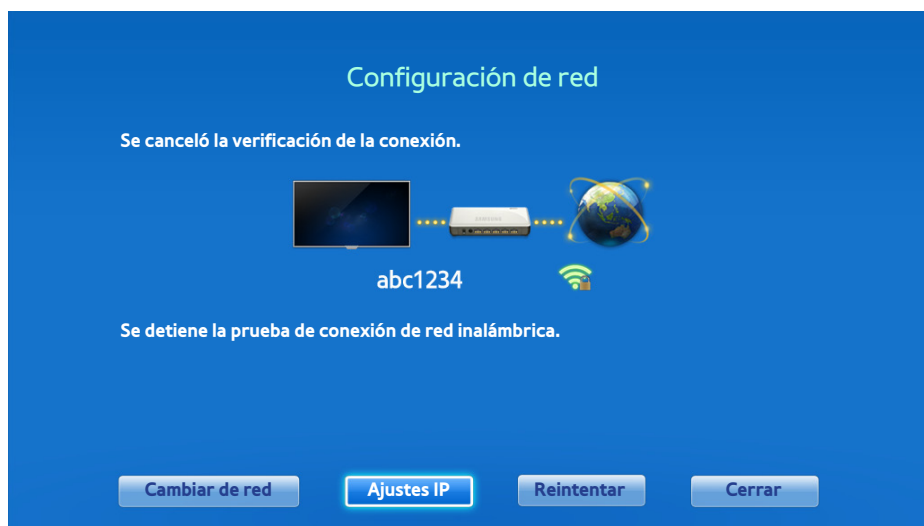 Configuración de red
Se canceló la verificación de la conexión.
SAMSUNG
abc1234
Se detiene la prueba de conexión de red inalámbrica.
Cambiar de red
Ajustes IP
Reintentar
Cerrar